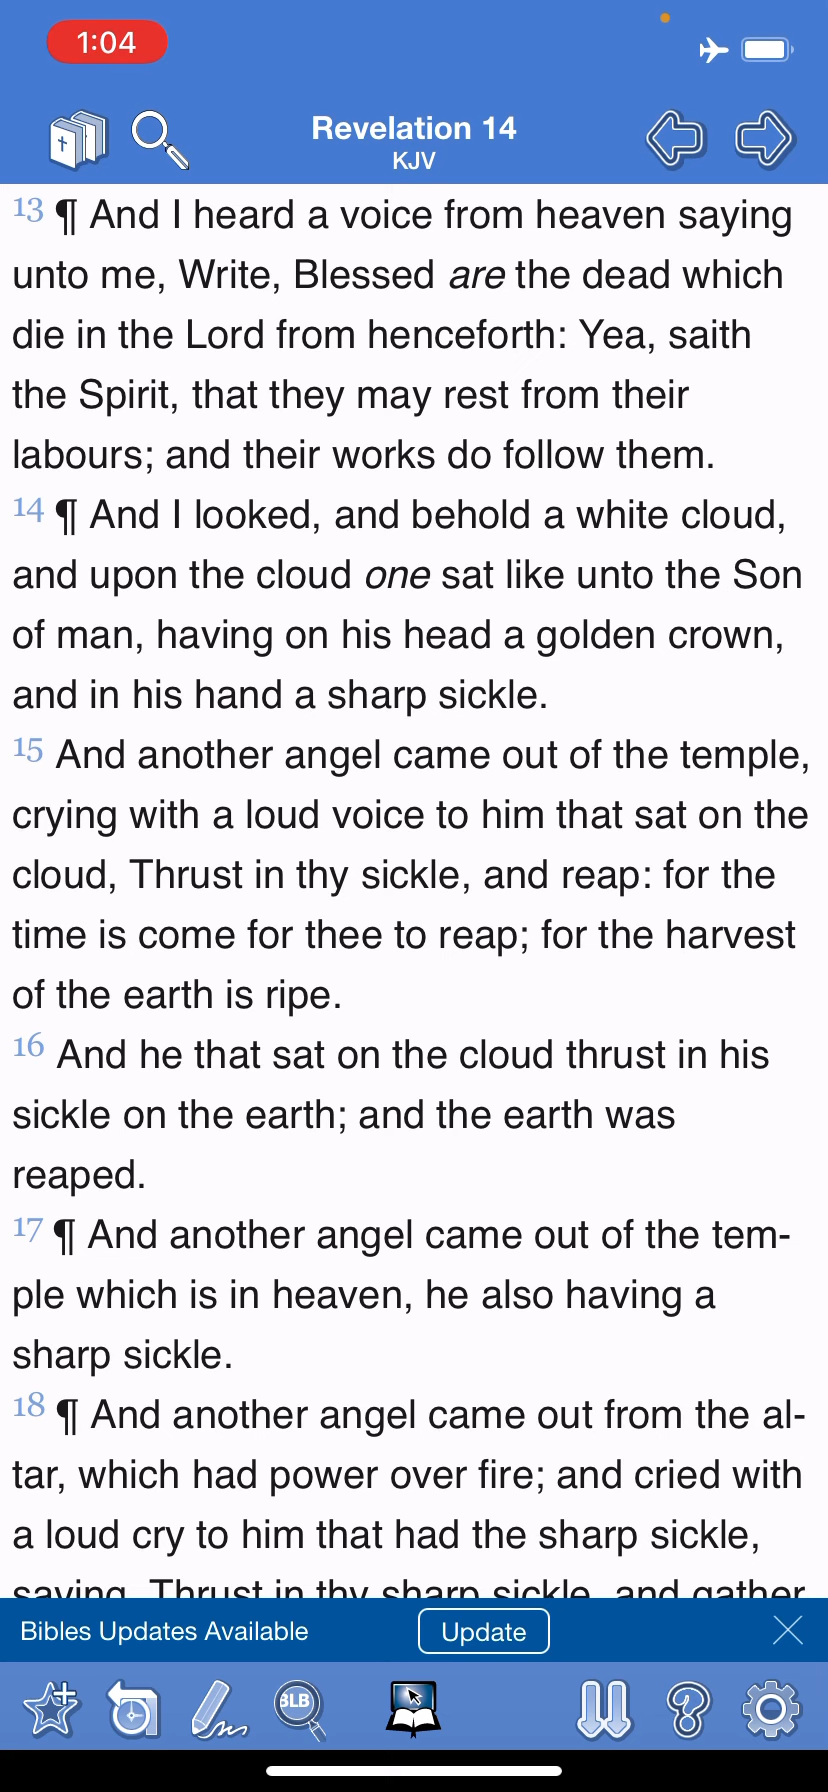 1:04
Revelation 14
KJV
13 ¶ And I heard a voice from heaven saying
unto me, Write, Blessed are the dead which
die in the Lord from henceforth: Yea, saith
the Spirit, that they may rest from their
labours; and their works do follow them.
14 ¶ And I looked, and behold a white cloud,
and upon the cloud one sat like unto the Son
of man, having on his head a golden crown,
and in his hand a sharp sickle.
15 And another angel came out of the temple,
crying with a loud voice to him that sat on the
cloud, Thrust in thy sickle, and reap: for the
time is come for thee to reap; for the harvest
of the earth is ripe.
16 And he that sat on the cloud thrust in his
sickle on the earth; and the earth was
reaped.
17 ¶ And another angel came out of the tem-
ple which is in heaven, he also having a
sharp sickle.
18 ¶ And another angel came out from the al-
tar, which had power over fire; and cried with
a loud cry to him that had the sharp sickle,
saying, Thrust in thy sharp sickle, and gather
Bibles Updates Available Update
BLB